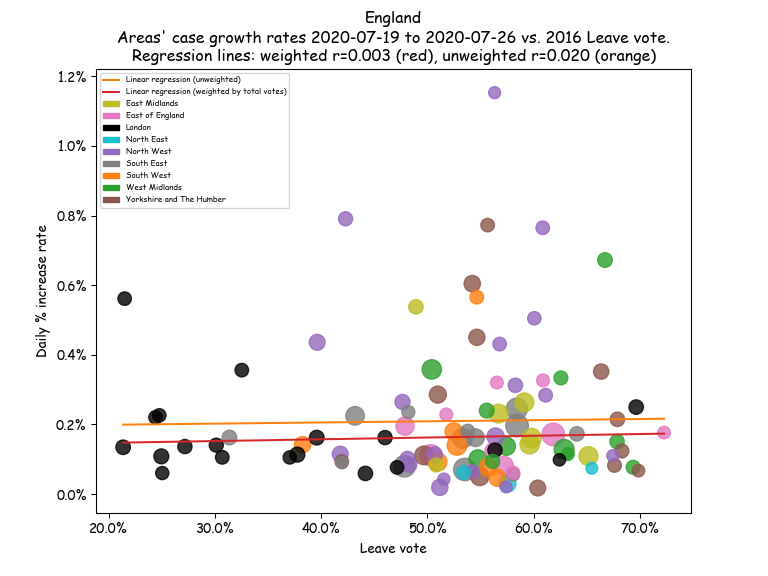 England
Areas' case growth rates 2020-07-19 to 2020-07-26 vs. 2016 Leave vote.
Regression lines: weighted r=0.003 (red), unweighted r=0.020 (orange)
Linear regression (unweighted)
Linear regression (weighted by total votes)
East Midlands
East of England
London
North East
North West
South East
South West
West Midlands
Yorkshire and The Humber
1.2%
1.0%
0.8%
0.6%
0.4%
0.2%
0.0%
Daily % increase rate
20.0% 30.0% 40.0% 50.0% 60.0% 70.0%
Leave vote